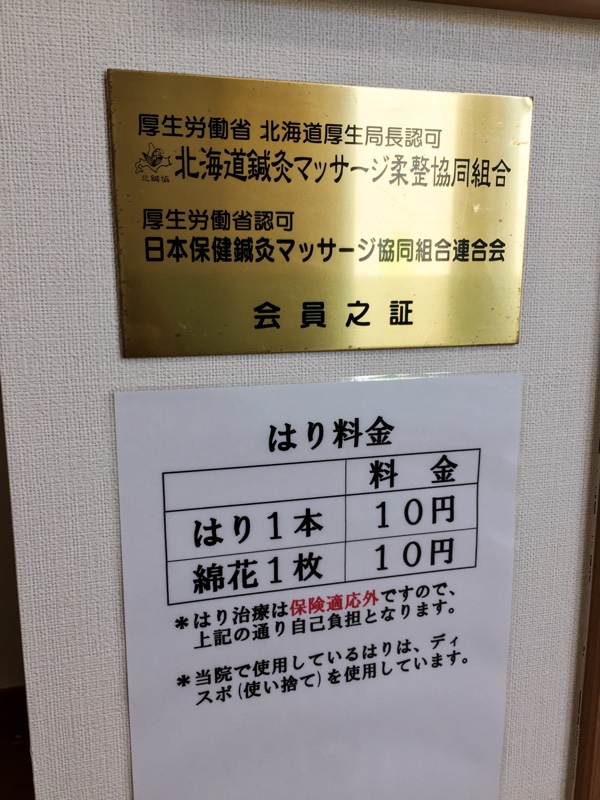 厚生労働省 北海道厚生局長認可
北鍼協
北海道鍼灸マッサージ柔整協同組合
厚生労働省認可
日本保健鍼灸マッサージ協同組合連合会
会員之証
はり料金
料 金
はり1本 10円
綿花1枚 10円
＊はり治療は保険適応外ですので、
上記の通り自己負担となります。
＊当院で使用しているはりは、ディ
スポ(使い捨て)を使用しています。